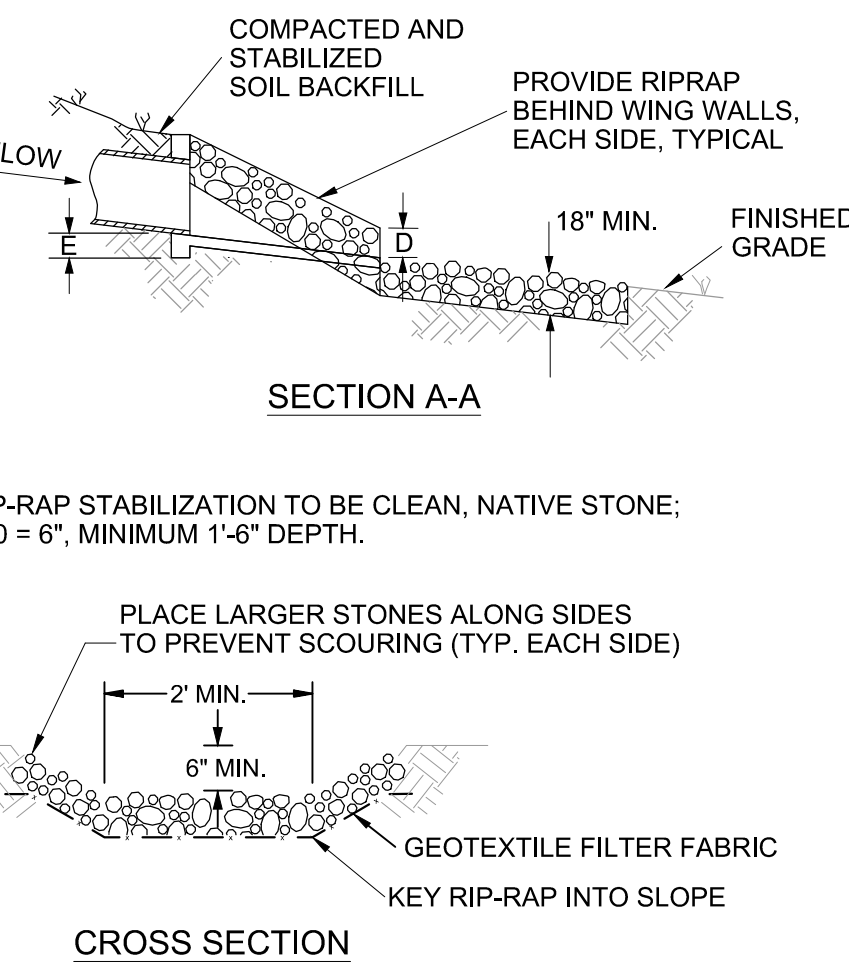 COMPACTED AND
STABILIZED
SOIL BACKFILL
PROVIDE RIPRAP
BEHIND WING WALLS,
EACH SIDE, TYPICAL
LOW
E
D
18" MIN.
FINISHED
GRADE
SECTION A-A
P-RAP STABILIZATION TO BE CLEAN, NATIVE STONE;
0 = 6", MINIMUM 1'-6" DEPTH.
PLACE LARGER STONES ALONG SIDES
TO PREVENT SCOURING (TYP. EACH SIDE)
2' MIN.
6" MIN.
GEOTEXTILE FILTER FABRIC
KEY RIP-RAP INTO SLOPE
CROSS SECTION